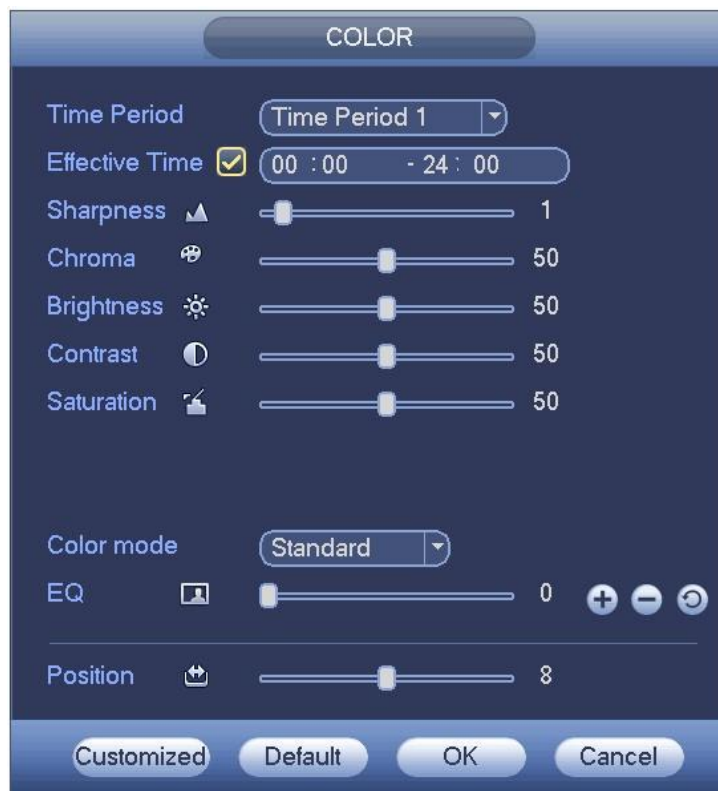 COLOR
Time Period Time Period 1
Effective Time 00 :00 - 24 : 00
Sharpness 1
Chroma 50
Brightness 50
Contrast 50
Saturation 50
Color mode Standard
EQ 0
Position 8
Customized Default OK Cancel